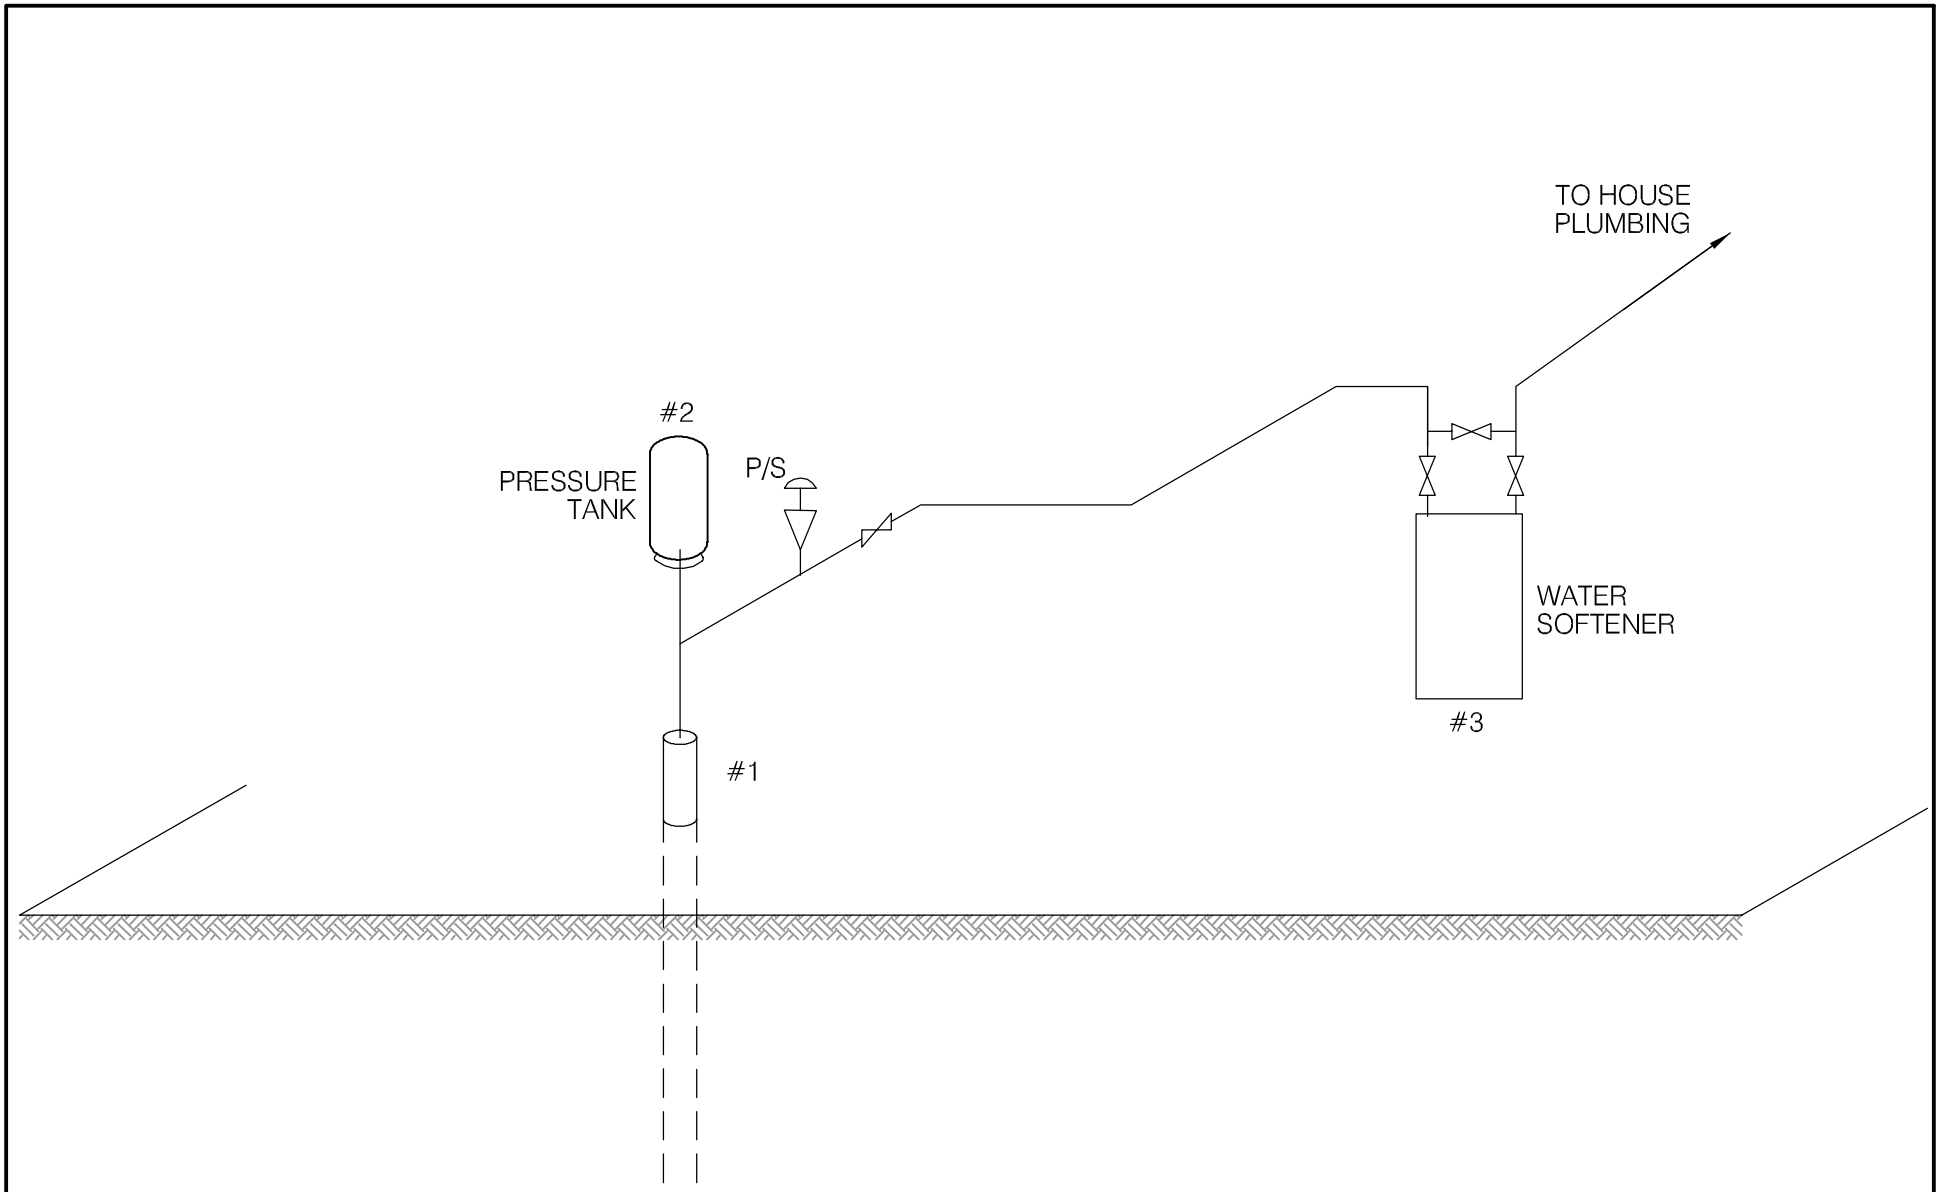 TO HOUSE
PLUMBING
#2
PRESSURE
TANK
P/S
WATER
SOFTENER
#3
#1